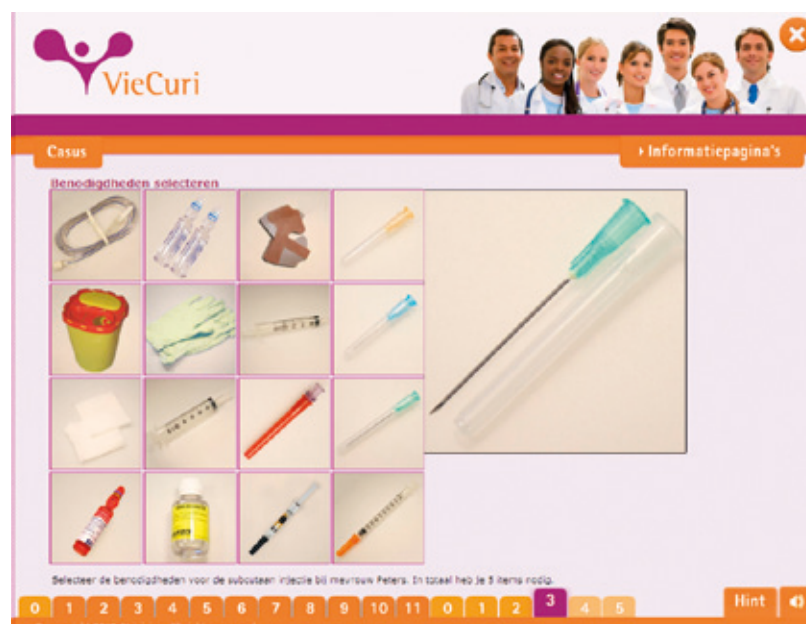 VieCuri
Casus
Informatiepagina's
Benodigdheden selecteren
Selecteer de benodigdheden voor de subcutaan injectie bij mevrouw Peters. In totaal heb je 5 items nodig.
0 1 2 3 4 5 6 7 8 9 10 11 0 1 2 3 4 5
Hint